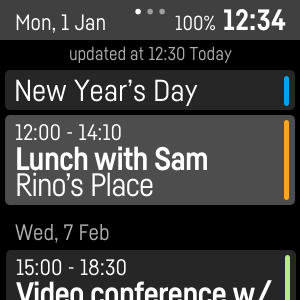 Mon, 1 Jan 100% 12:34
updated at 12:30 Today
New Year's Day
12:00 - 14:10
Lunch with Sam
Rino's Place
Wed, 7 Feb
15:00 - 18:30
Video conference w/